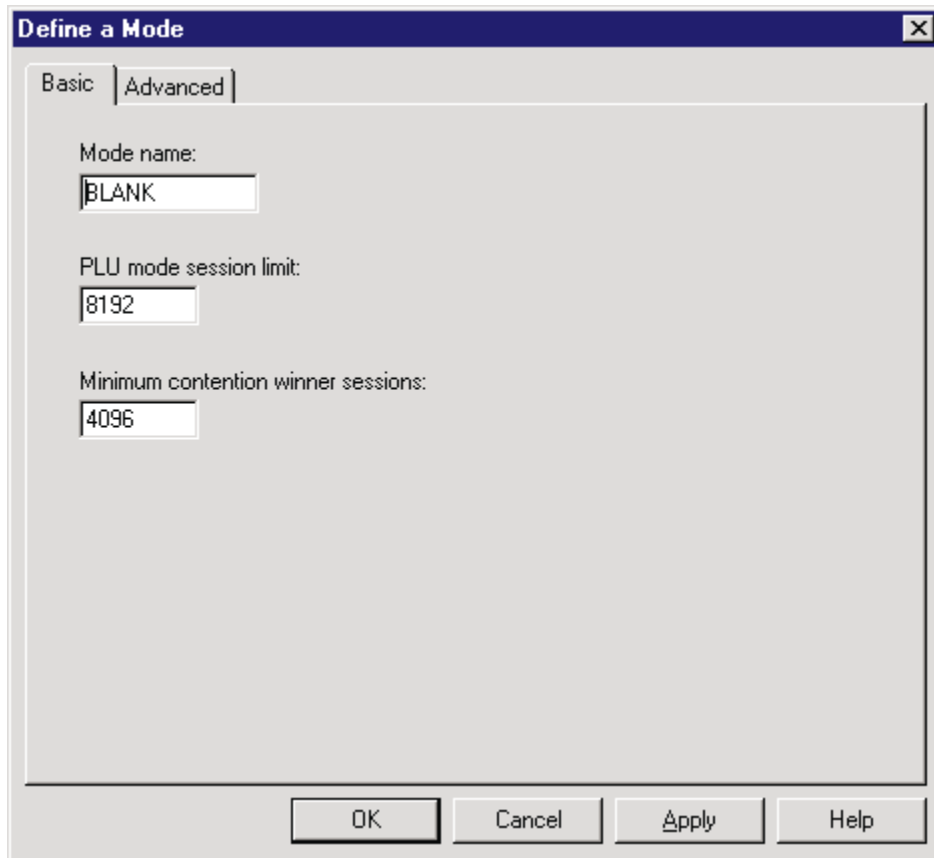 Define a Mode
Basic
Advanced
Mode name:
BLANK
PLU mode session limit:
8192
Minimum contention winner sessions:
4096
OK
Cancel
Apply
Help